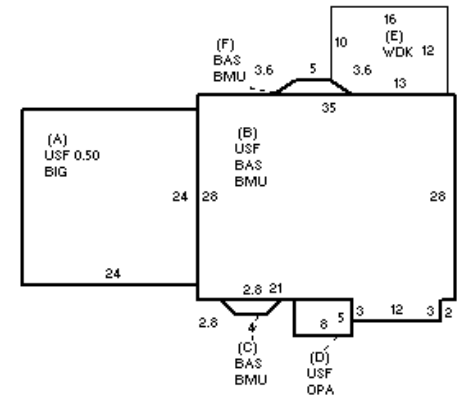 16
(E)
WDK
10
12
(F)
BAS
BMU
3.6
5
3.6
13
35
(A)
USF 0.50
BIG
(B)
USF
BAS
BMU
24
28
28
24
2.8
21
2.8
4
8
5
3
12
3
2
(C)
BAS
BMU
(D)
USF
OPA